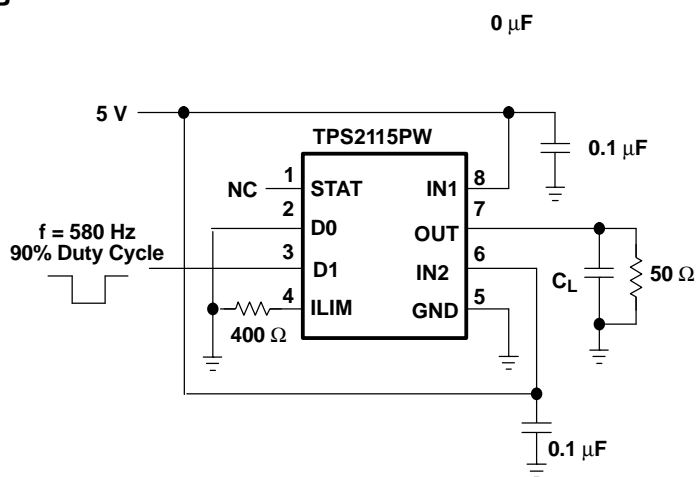 0 μF
5 V
TPS2115PW
0.1 μF
NC
1
STAT
IN1
8
2
D0
OUT
7
f = 580 Hz
90% Duty Cycle
3
D1
IN2
6
CL
50 Ω
4
ILIM
GND
5
400 Ω
0.1 μF